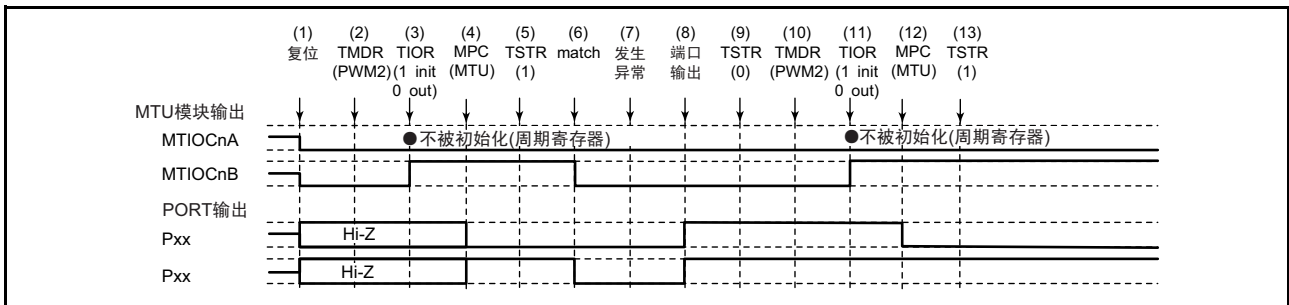 (1) (2) (3) (4) (5) (6) (7) (8) (9) (10) (11) (12) (13)
复位 TMDR TIOR MPC TSTR match 发生 端口 TSTR TMDR TIOR MPC TSTR
(PWM2) (1 init (MTU) (1) 异常 输出 (0) (PWM2) (1 init (MTU) (1)
0 out) 0 out)
MTU模块输出
MTIOCnA ●不被初始化(周期寄存器) ●不被初始化(周期寄存器)
MTIOCnB
PORT输出
Pxx Hi-Z
Pxx Hi-Z